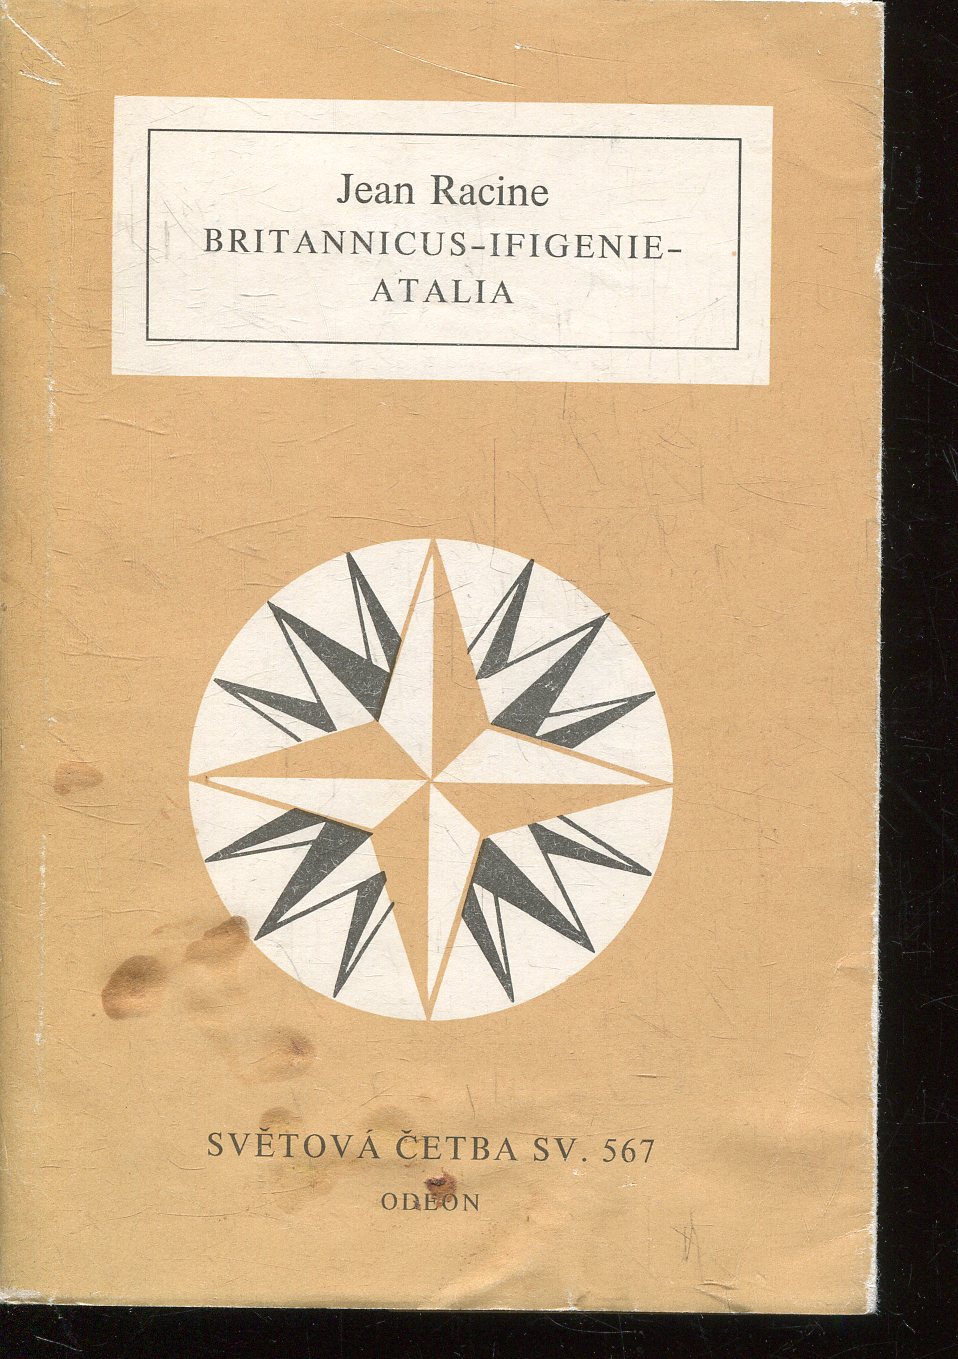 Jean Racine
BRITANNICUS–IFIGENIE–
ATALIA
SVĚTOVÁ ČETBA SV. 567
ODEON